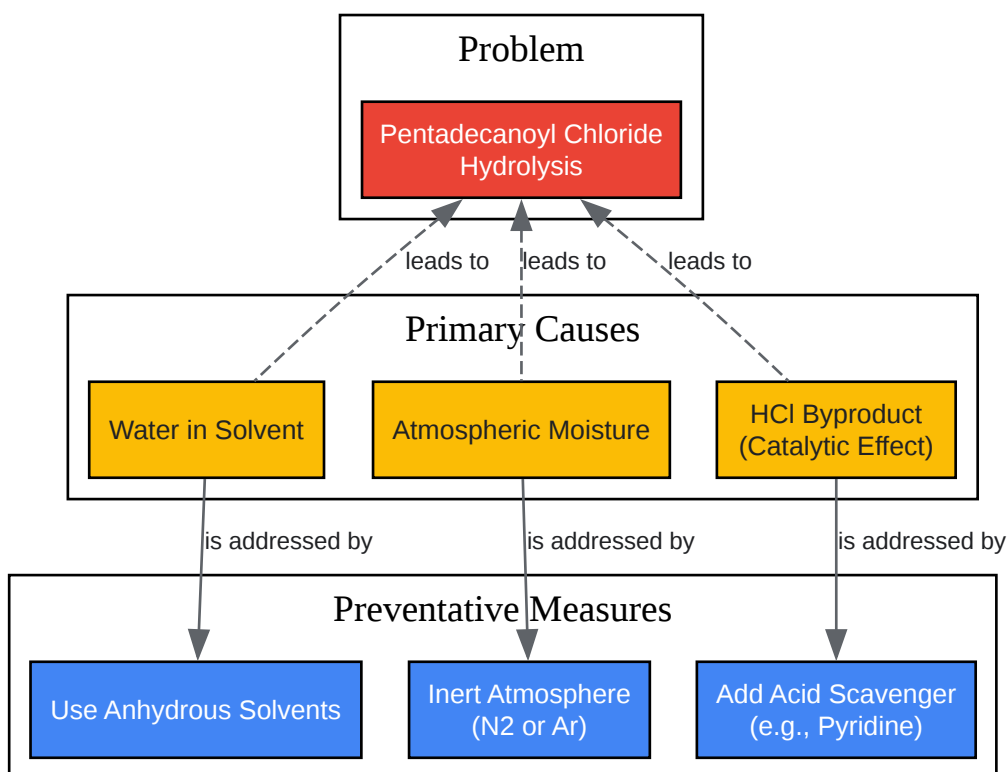 Problem
Pentadecanoyl Chloride
Hydrolysis
leads to
leads to
leads to
Primary Causes
Water in Solvent
Atmospheric Moisture
HCl Byproduct
(Catalytic Effect)
is addressed by
is addressed by
is addressed by
Preventative Measures
Use Anhydrous Solvents
Inert Atmosphere
(N2 or Ar)
Add Acid Scavenger
(e.g., Pyridine)